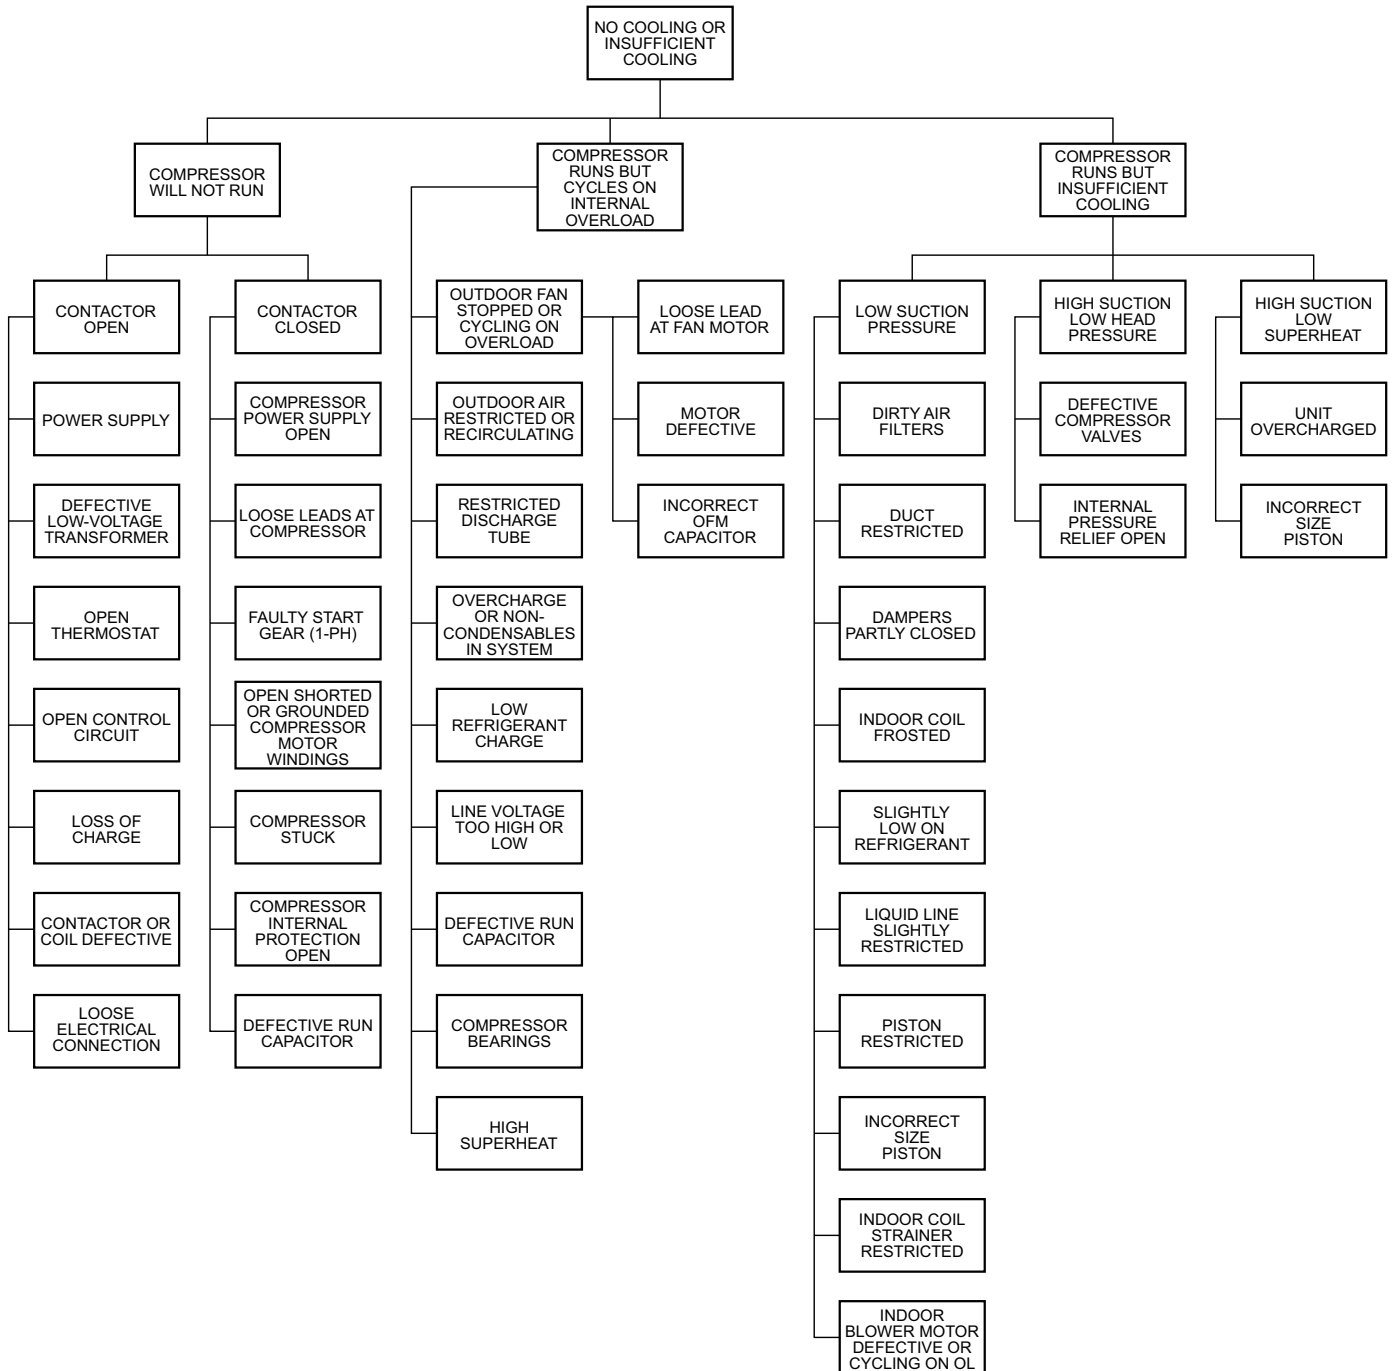 NO COOLING OR
INSUFFICIENT
COOLING
COMPRESSOR
WILL NOT RUN
COMPRESSOR
RUNS BUT
CYCLES ON
INTERNAL
OVERLOAD
COMPRESSOR
RUNS BUT
INSUFFICIENT
COOLING
CONTACTOR
OPEN
POWER SUPPLY
DEFECTIVE
LOW-VOLTAGE
TRANSFORMER
OPEN
THERMOSTAT
OPEN CONTROL
CIRCUIT
LOSS OF
CHARGE
CONTACTOR OR
COIL DEFECTIVE
LOOSE
ELECTRICAL
CONNECTION
CONTACTOR
CLOSED
COMPRESSOR
POWER SUPPLY
OPEN
LOOSE LEADS AT
COMPRESSOR
FAULTY START
GEAR (1-PH)
OPEN SHORTED
OR GROUNDED
COMPRESSOR
MOTOR
WINDINGS
COMPRESSOR
STUCK
COMPRESSOR
INTERNAL
PROTECTION
OPEN
DEFECTIVE RUN
CAPACITOR
OUTDOOR FAN
STOPPED OR
CYCLING ON
OVERLOAD
OUTDOOR AIR
RESTRICTED OR
RECIRCULATING
RESTRICTED
DISCHARGE
TUBE
OVERCHARGE
OR NON-
CONDENSABLES
IN SYSTEM
LOW
REFRIGERANT
CHARGE
LINE VOLTAGE
TOO HIGH OR
LOW
DEFECTIVE RUN
CAPACITOR
COMPRESSOR
BEARINGS
HIGH
SUPERHEAT
LOOSE LEAD
AT FAN MOTOR
MOTOR
DEFECTIVE
INCORRECT
OFM
CAPACITOR
LOW SUCTION
PRESSURE
DIRTY AIR
FILTERS
DUCT
RESTRICTED
DAMPERS
PARTLY CLOSED
INDOOR COIL
FROSTED
SLIGHTLY
LOW ON
REFRIGERANT
LIQUID LINE
SLIGHTLY
RESTRICTED
PISTON
RESTRICTED
INCORRECT
SIZE
PISTON
INDOOR COIL
STRAINER
RESTRICTED
INDOOR
BLOWER MOTOR
DEFECTIVE OR
CYCLING ON OL
HIGH SUCTION
LOW HEAD
PRESSURE
DEFECTIVE
COMPRESSOR
VALVES
INTERNAL
PRESSURE
RELIEF OPEN
HIGH SUCTION
LOW
SUPERHEAT
UNIT
OVERCHARGED
INCORRECT
SIZE
PISTON